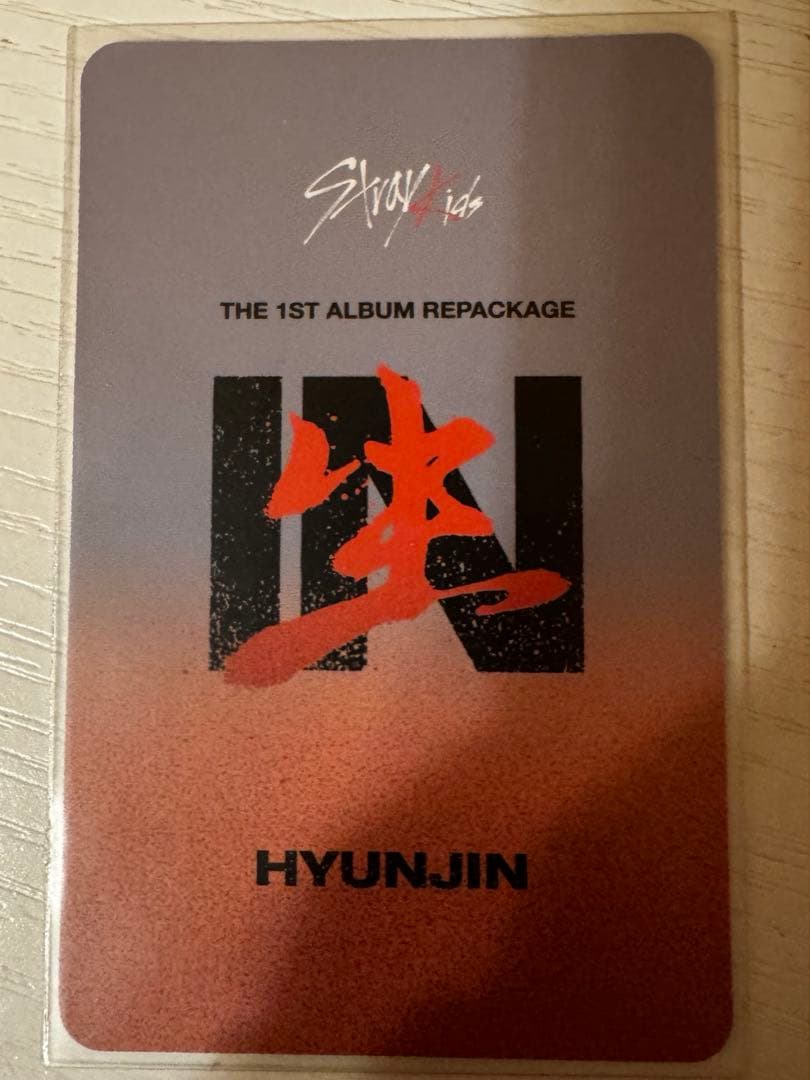 Stray Kids
THE 1ST ALBUM REPACKAGE
IN生
HYUNJIN